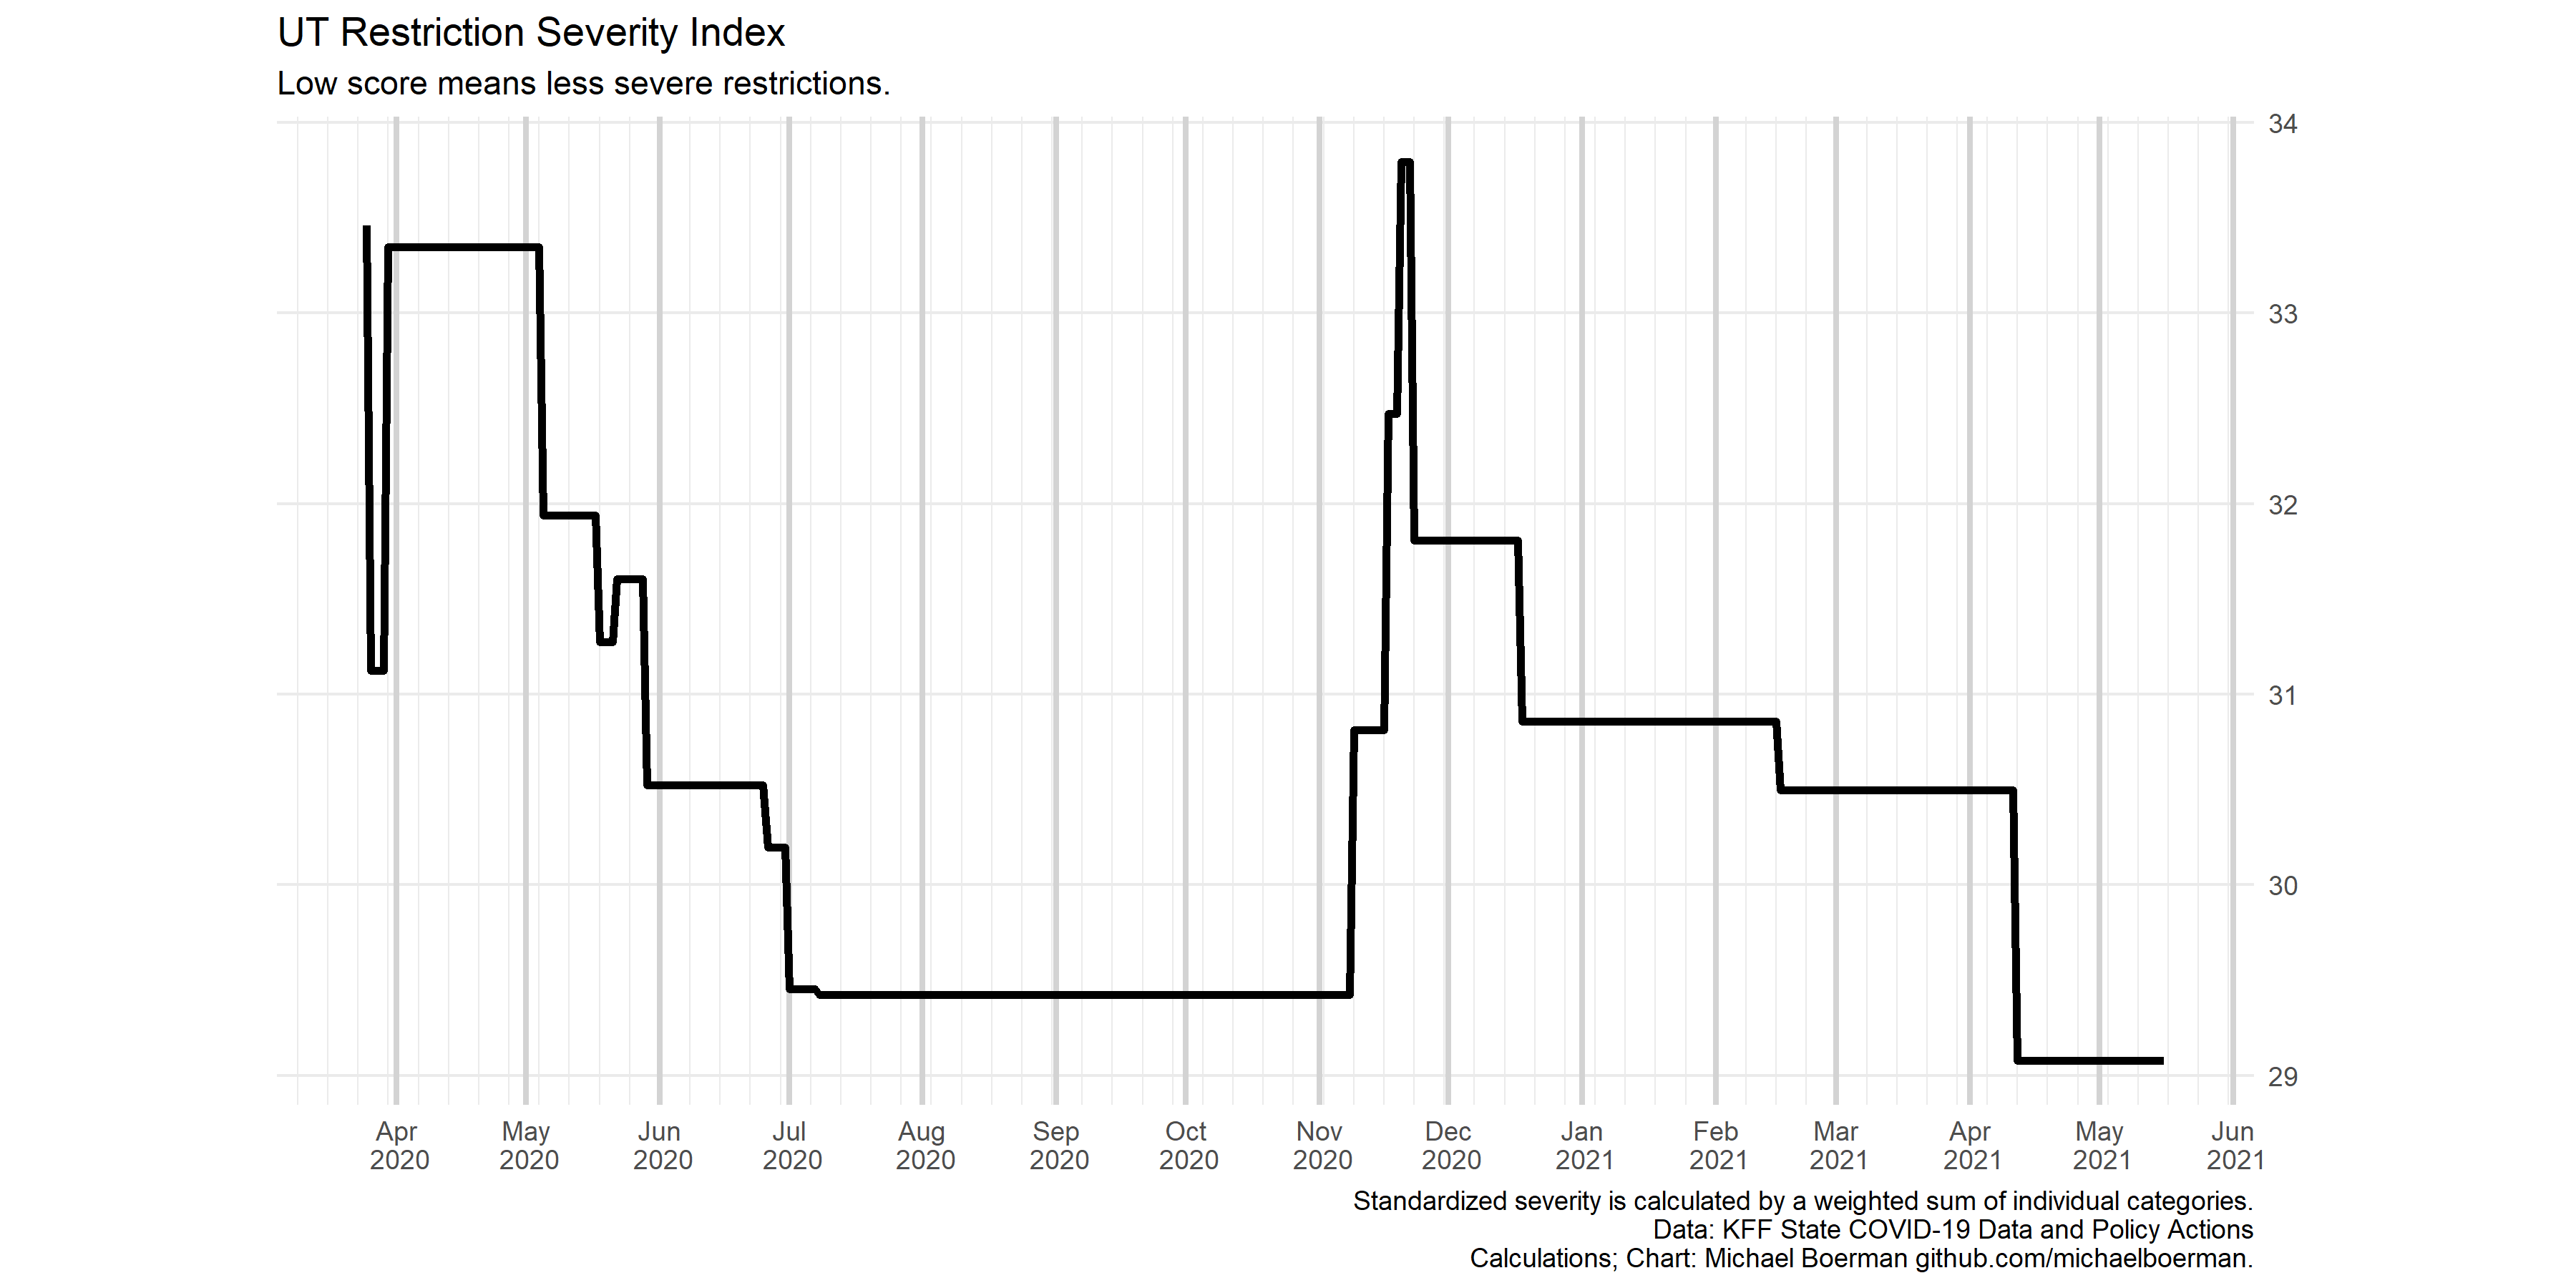 UT Restriction Severity Index
Low score means less severe restrictions.
34
33
32
31
30
29
Apr
2020
May
2020
Jun
2020
Jul
2020
Aug
2020
Sep
2020
Oct
2020
Nov
2020
Dec
2020
Jan
2021
Feb
2021
Mar
2021
Apr
2021
May
2021
Jun
2021
Standardized severity is calculated by a weighted sum of individual categories.
Data: KFF State COVID-19 Data and Policy Actions
Calculations; Chart: Michael Boerman github.com/michaelboerman.